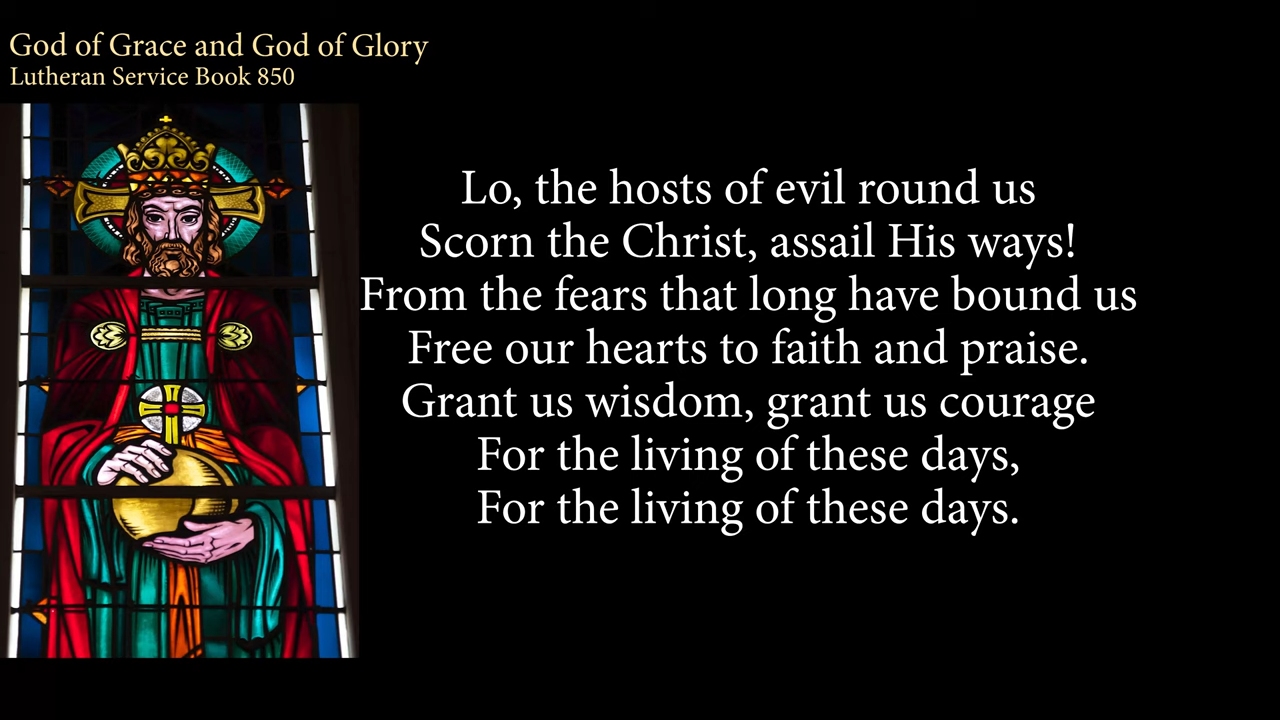 God of Grace and God of Glory
Lutheran Service Book 850
Lo, the hosts of evil round us
Scorn the Christ, assail His ways!
From the fears that long have bound us
Free our hearts to faith and praise.
Grant us wisdom, grant us courage
For the living of these days,
For the living of these days.